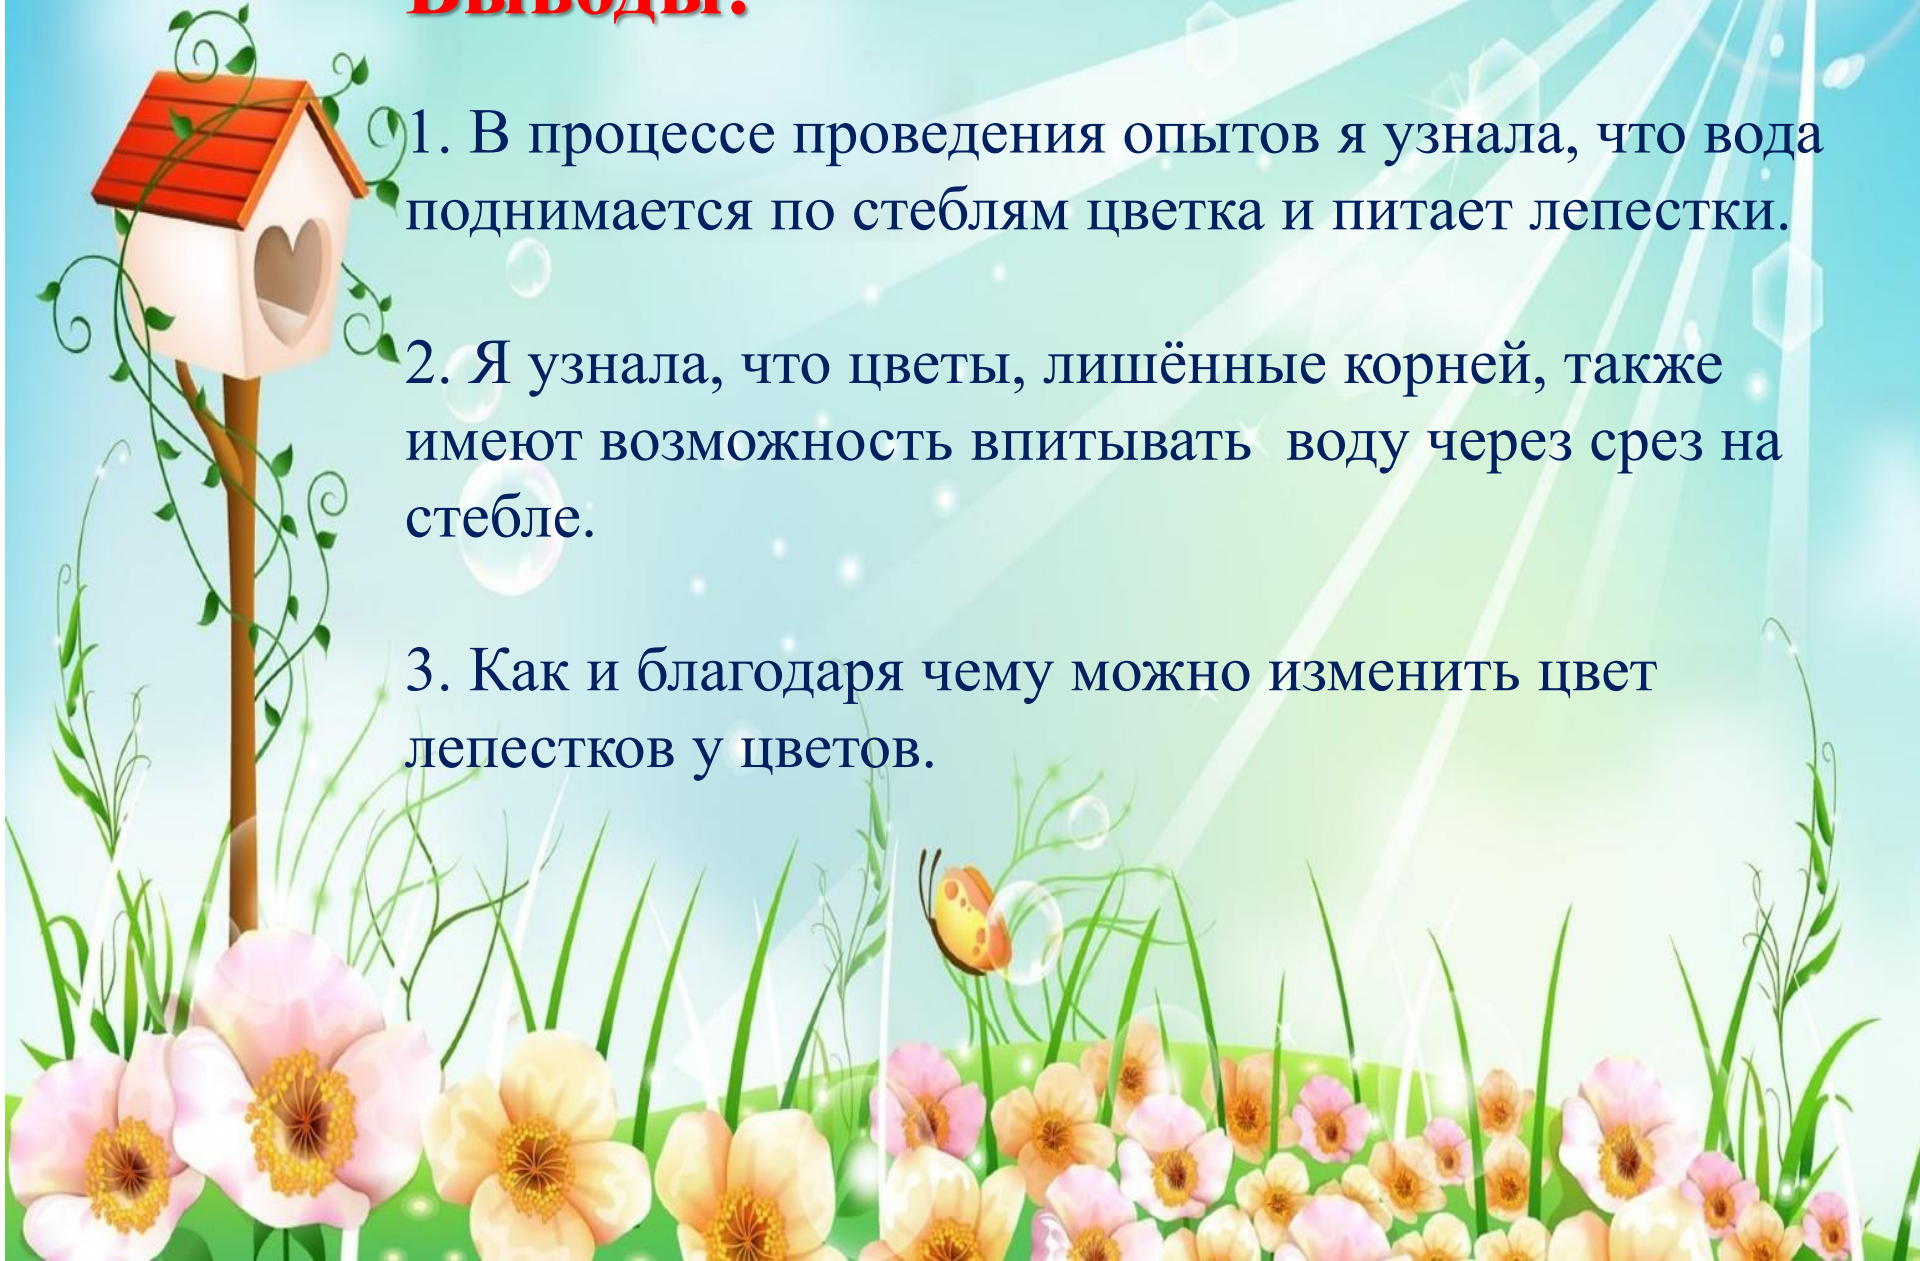 Выводы:
1. В процессе проведения опытов я узнала, что вода
поднимается по стеблям цветка и питает лепестки.
2. Я узнала, что цветы, лишённые корней, также
имеют возможность впитывать  воду через срез на
стебле.
3. Как и благодаря чему можно изменить цвет
лепестков у цветов.